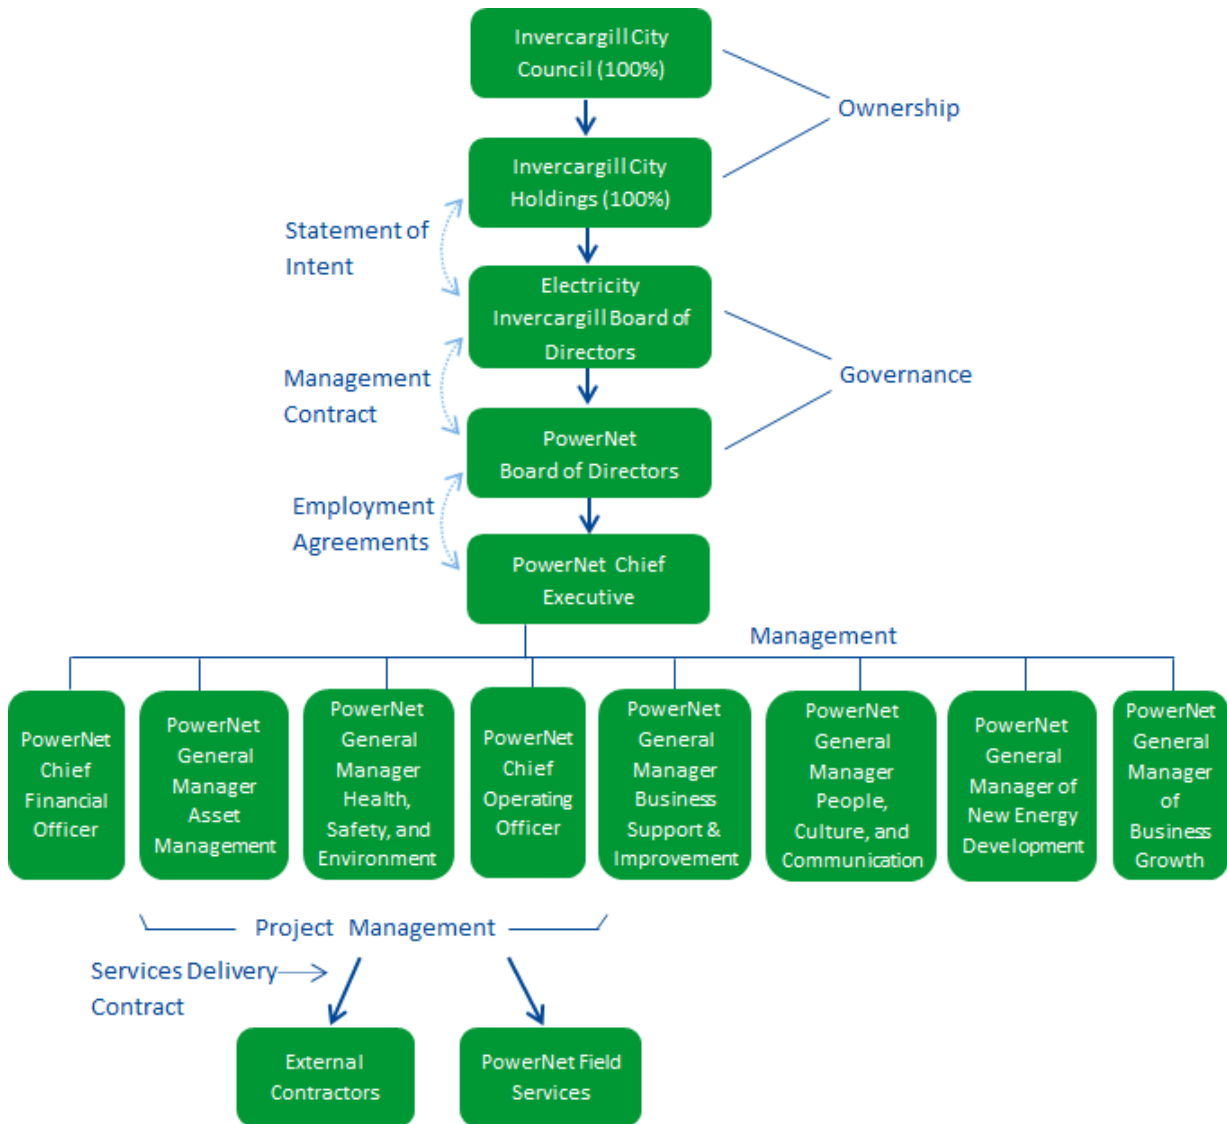 Invercargill City
Council (100%)
Ownership
Invercargill City
Holdings (100%)
Statement of
Intent
Electricity
Invercargill Board of
Directors
Governance
Management
Contract
PowerNet
Board of Directors
Employment
Agreements
PowerNet Chief
Executive
Management
PowerNet
Chief
Financial
Officer
PowerNet
General
Manager
Asset
Management
PowerNet
General
Manager
Health,
Safety, and
Environment
PowerNet
Chief
Operating
Officer
PowerNet
General
Manager
Business
Support &
Improvement
PowerNet
General
Manager
People,
Culture, and
Communication
PowerNet
General
Manager of
New Energy
Development
PowerNet
General
Manager
of
Business
Growth
Project Management
Services Delivery
Contract
External
Contractors
PowerNet Field
Services